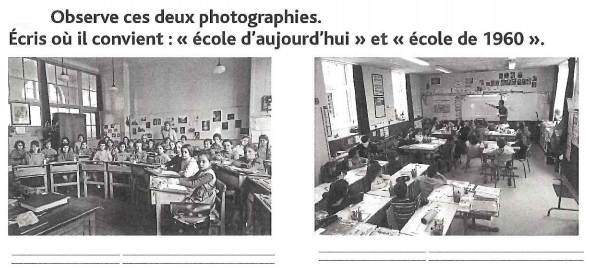 Observe ces deux photographies.
Écris où il convient : « école d'aujourd'hui » et « école de 1960 ».